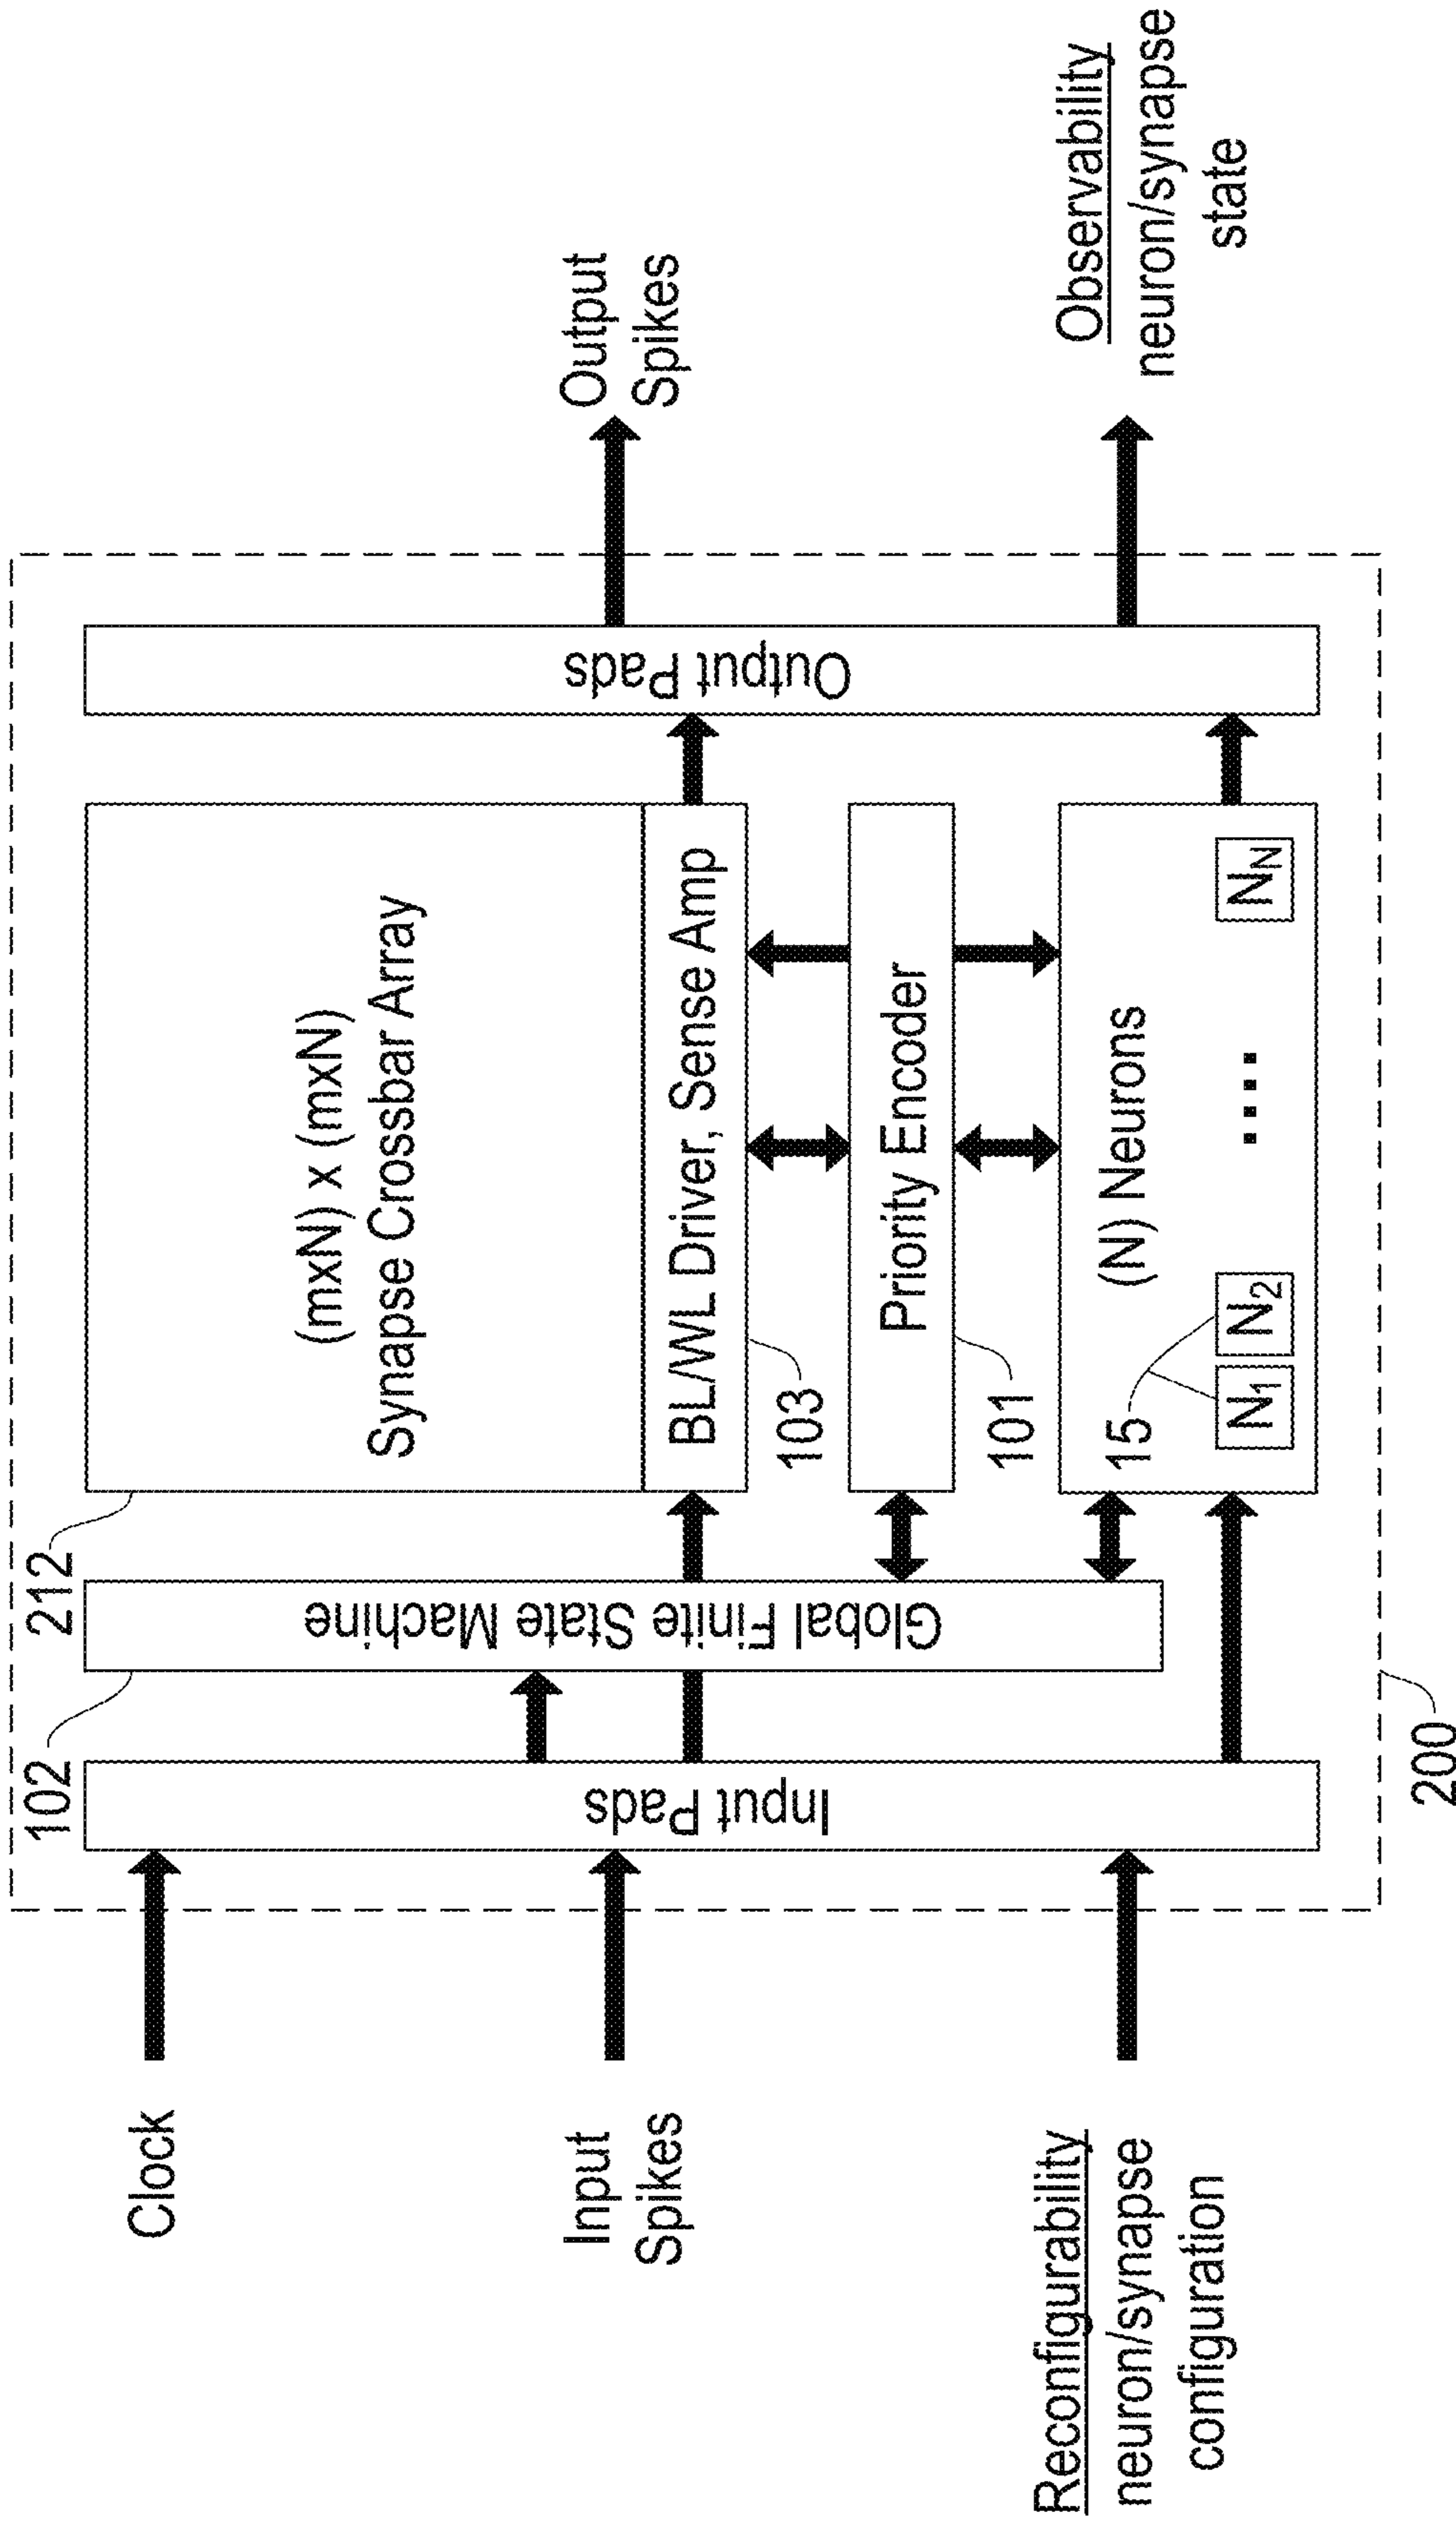 Clock
Input
Spikes
Reconfigurability
neuron/synapse
configuration
102
212
Input Pads
Global Finite State Machine
(mxN) x (mxN)
Synapse Crossbar Array
BL/WL Driver, Sense Amp
103
Priority Encoder
101
(N) Neurons
15
N1
N2
....
NN
Output Pads
Output
Spikes
Observability
neuron/synapse
state
200